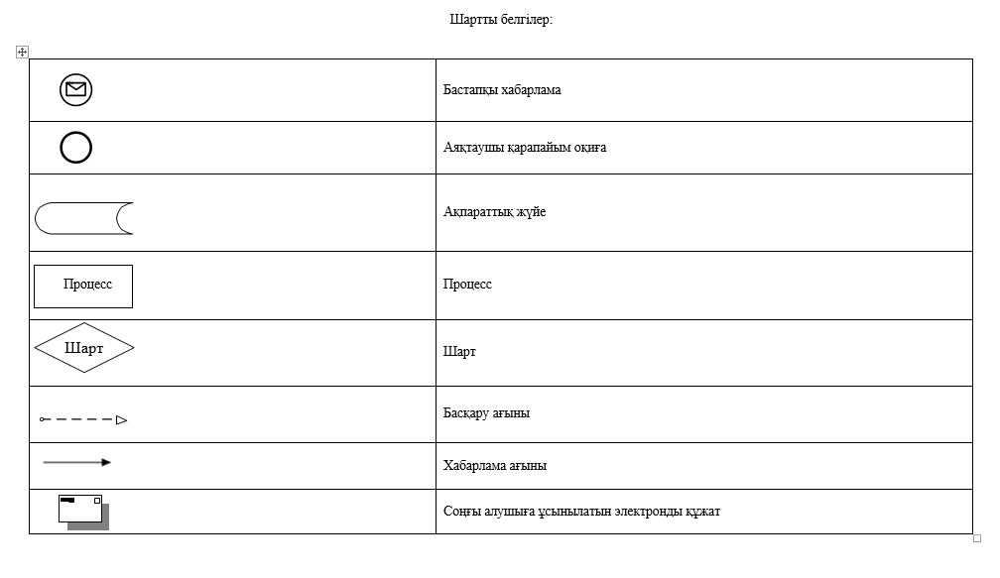 Шартты белгілер:
Бастапқы хабарлама
Аяқтаушы қарапайым оқиға
Ақпараттық жүйе
Процесс
Процесс
Шарт
Шарт
Басқару ағыны
Хабарлама ағыны
Соңғы алушыға ұсынылатын электронды құжат